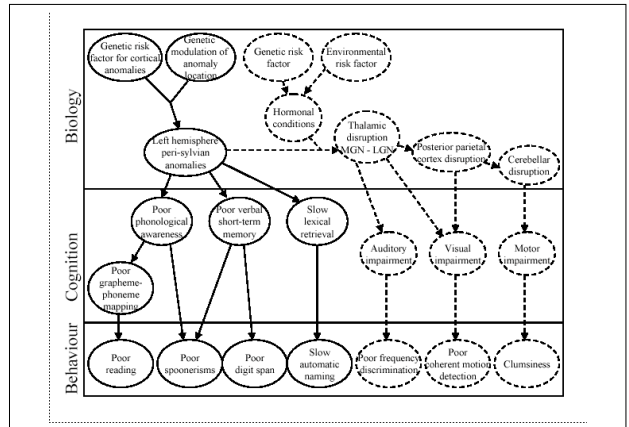 Biology
Genetic risk
factor for cortical
anomalies
Genetic
modulation of
anomaly
location
Genetic risk
factor
Environmental
risk factor
Hormonal
conditions
Left hemisphere
peri-sylvian
anomalies
Thalamic
disruption
MGN - LGN
Posterior parietal
cortex disruption
Cerebellar
disruption
Cognition
Poor
phonological
awareness
Poor verbal
short-term
memory
Slow
lexical
retrieval
Auditory
impairment
Visual
impairment
Motor
impairment
Poor
grapheme-
phoneme
mapping
Behaviour
Poor
reading
Poor
spoonerisms
Poor
digit span
Slow
automatic
naming
Poor frequency
discrimination
Poor
coherent motion
detection
Clumsiness